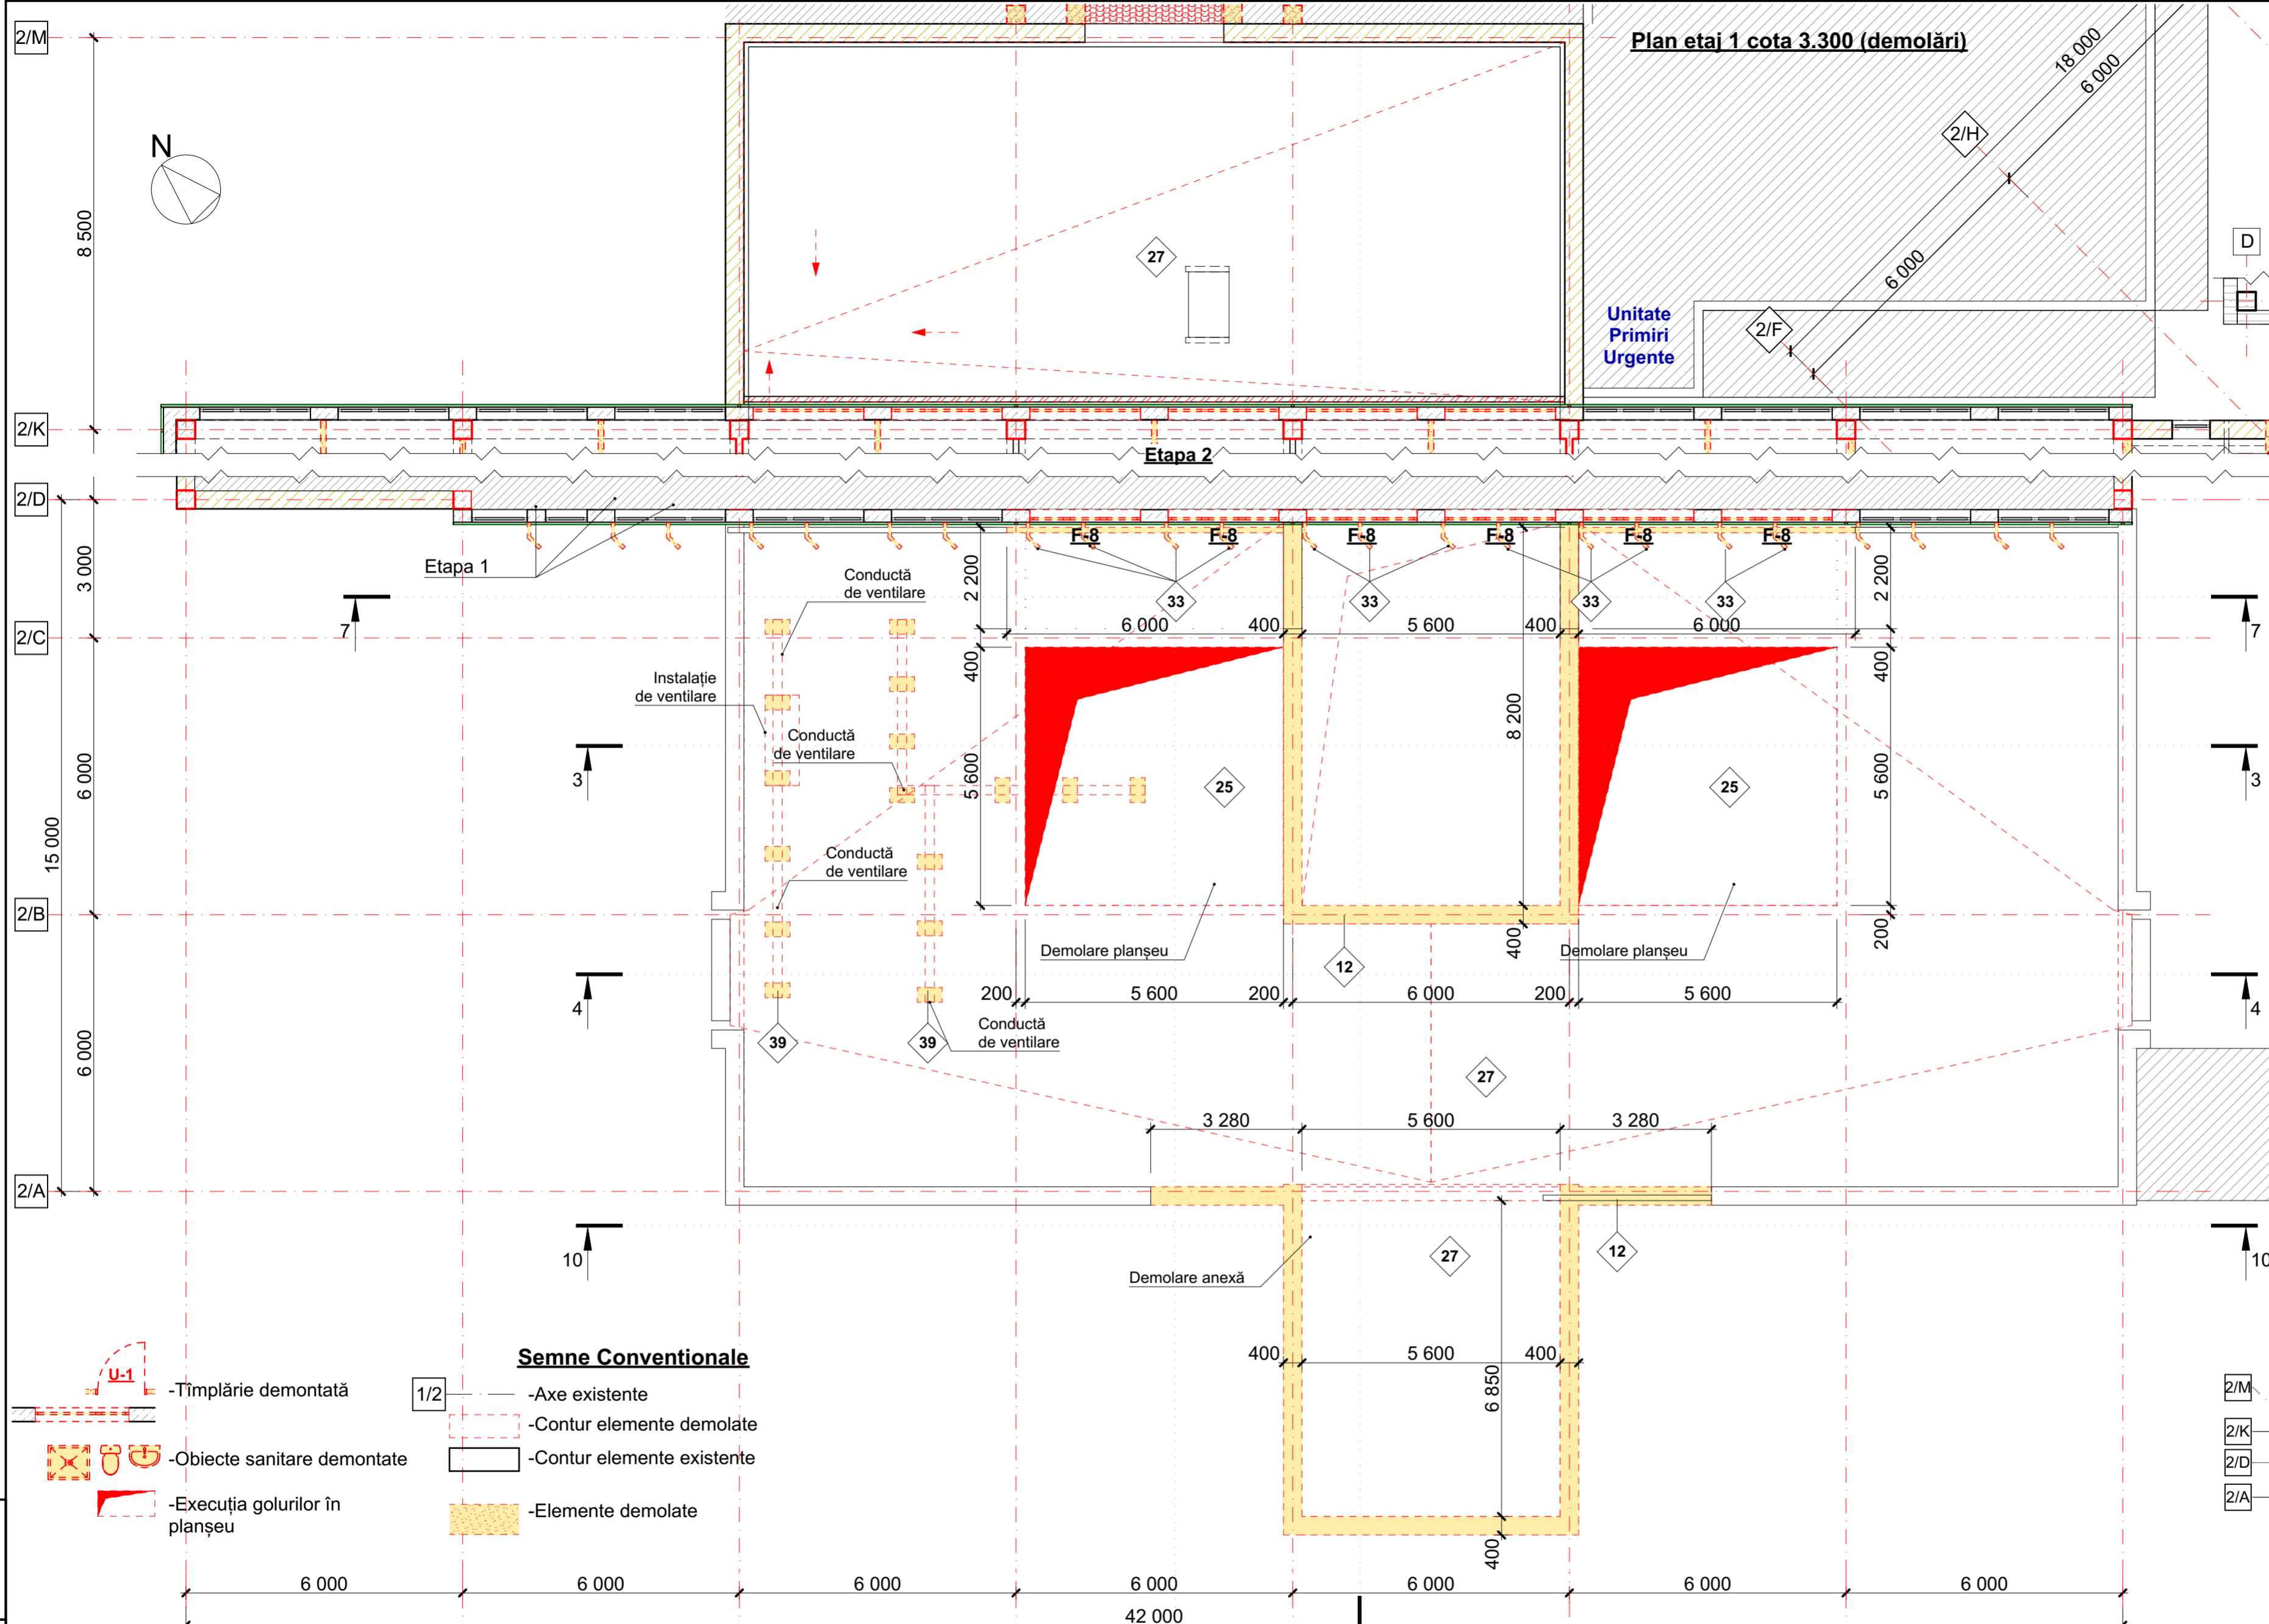 2/M
Plan etaj 1 cota 3.300 (demolări)
18 000
6 000
2/H
N
8 500
27
D
6 000
Unitate
Primiri
Urgente
2/F
2/K
Etapa 2
2/D
F-8
F-8
F-8
F-8
F-8
F-8
Etapa 1
3 000
Conductă
de ventilare
2 200
2 200
33
33
33
33
7
7
6 000
400
5 600
400
6 000
2/C
400
400
Instalație
de ventilare
8 200
Conductă
de ventilare
3
3
6 000
5 600
25
25
5 600
15 000
Conductă
de ventilare
2/B
200
Demolare planșeu
400
Demolare planșeu
12
200
5 600
200
6 000
200
5 600
4
4
Conductă
de ventilare
39
39
6 000
27
3 280
5 600
3 280
2/A
10
10
12
27
Demolare anexă
400
5 600
400
6 850
400
Semne Conventionale
U-1
-Tîmplărie demontată
1/2
-Axe existente
-Contur elemente demolate
-Obiecte sanitare demontate
-Contur elemente existente
-Execuția golurilor în
planșeu
-Elemente demolate
2/M
2/K
2/D
2/A
6 000
6 000
6 000
6 000
6 000
6 000
6 000
42 000